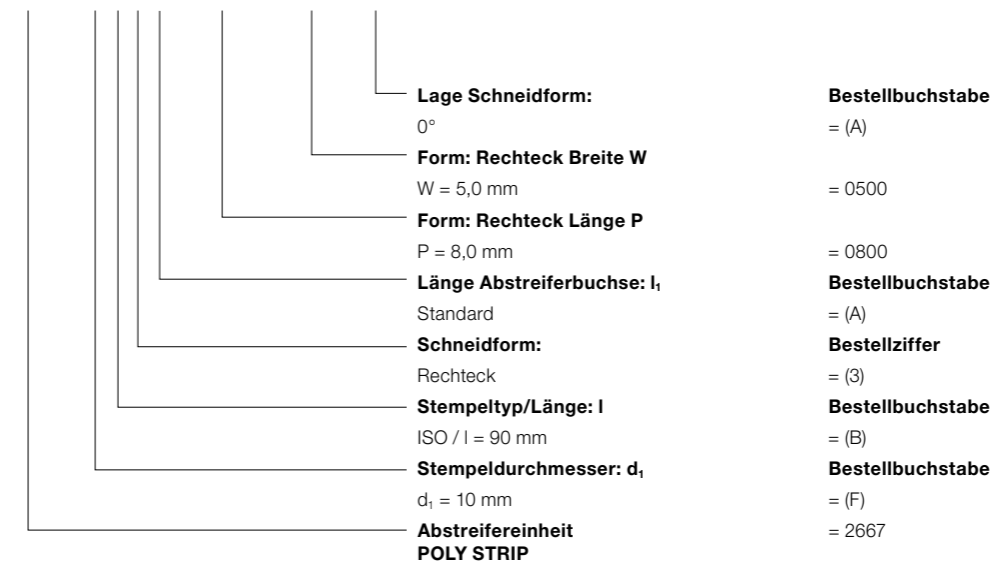 Lage Schneidform: Bestellbuchstabe
0° = (A)
Form: Rechteck Breite W
W = 5,0 mm = 0500
Form: Rechteck Länge P
P = 8,0 mm = 0800
Länge Abstreiferbuchse: l₁ Bestellbuchstabe
Standard = (A)
Schneidform: Bestellziffer
Rechteck = (3)
Stempeltyp/Länge: l Bestellbuchstabe
ISO / l = 90 mm = (B)
Stempeldurchmesser: d₁ Bestellbuchstabe
d₁ = 10 mm = (F)
Abstreifereinheit = 2667
POLY STRIP